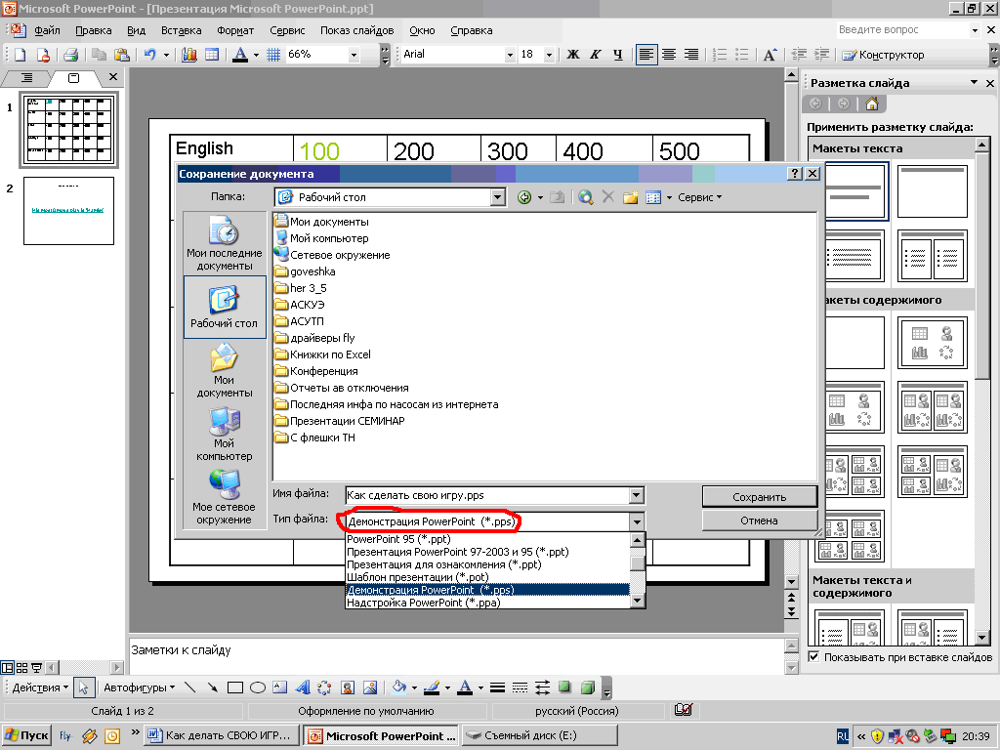 Microsoft PowerPoint - [Презентация Microsoft PowerPoint.ppt]
Файл Правка Вид Вставка Формат Сервис Показ слайдов Окно Справка Введите вопрос
66% Arial 18 Ж К Ч Конструктор
Разметка слайда
Применить разметку слайда:
Макеты текста
1
2
English 100 200 300 400 500
Сохранение документа
Папка: Рабочий стол Сервис
Мои последние документы
Рабочий стол
Мои документы
Мой компьютер
Мое сетевое окружение
Мои документы
Мой компьютер
Сетевое окружение
goveshka
her 3_5
АСКУЭ
АСУТП
драйверы fly
Книжки по Excel
Конференция
Отчеты ав отключения
Последняя инфа по насосам из интернета
Презентации СЕМИНАР
С флешки ТН
Имя файла: Как сделать свою игру.pps Сохранить
Тип файла: Демонстрация PowerPoint (*.pps) Отмена
PowerPoint 95 (*.ppt)
Презентация PowerPoint 97-2003 и 95 (*.ppt)
Презентация для ознакомления (*.ppt)
Шаблон презентации (*.pot)
Демонстрация PowerPoint (*.pps)
Надстройка PowerPoint (*.ppa)
акеты содержимого
Макеты текста и
содержимого
Показывать при вставке слайдов
Заметки к слайду
Действия Автофигуры
Слайд 1 из 2 Оформление по умолчанию русский (Россия)
Пуск fly Как делать СВОЮ ИГР... Microsoft PowerPoint ... Съемный диск (E:) RL 20:39